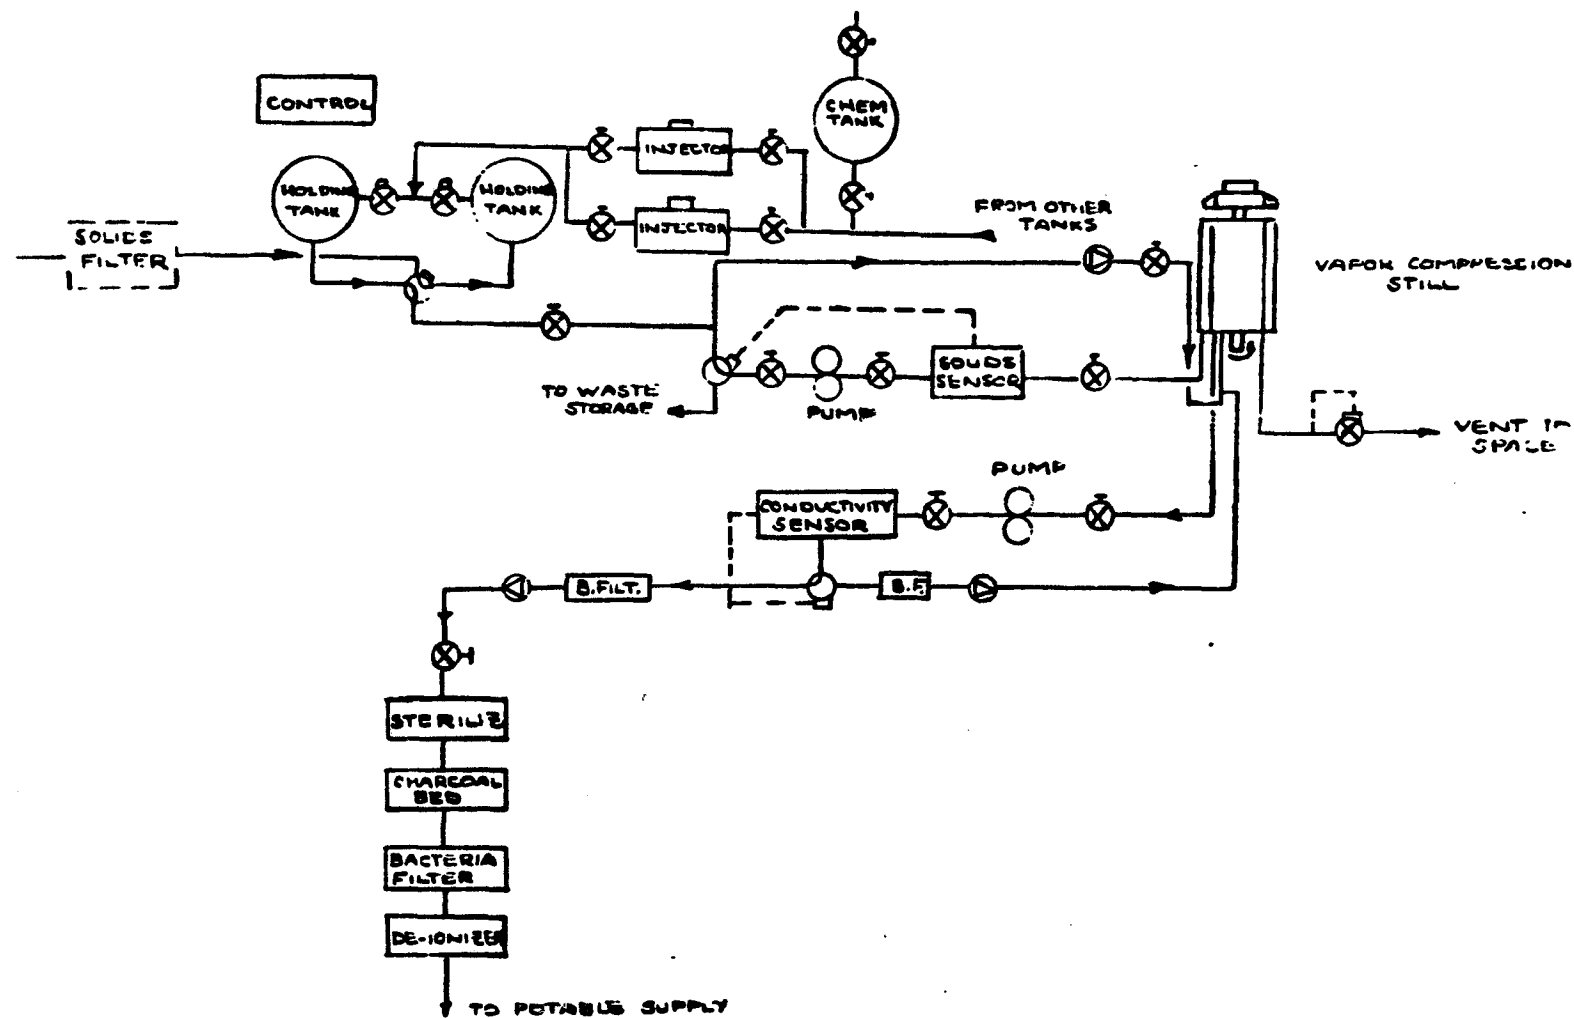 CONTROL
CHEM
TANK
INJECTOR
HOLDING
TANK
HOLDING
TANK
INJECTOR
FROM OTHER
TANKS
SOLIDS
FILTER
VAPOR COMPRESSION
STILL
SOLIDS
SENSOR
TO WASTE
STORAGE
PUMP
VENT TO
SPACE
PUMP
CONDUCTIVITY
SENSOR
B.FILT.
B.F.
STERILIZ
CHARCOAL
BED
BACTERIA
FILTER
DE-IONIZER
TO POTABLE SUPPLY